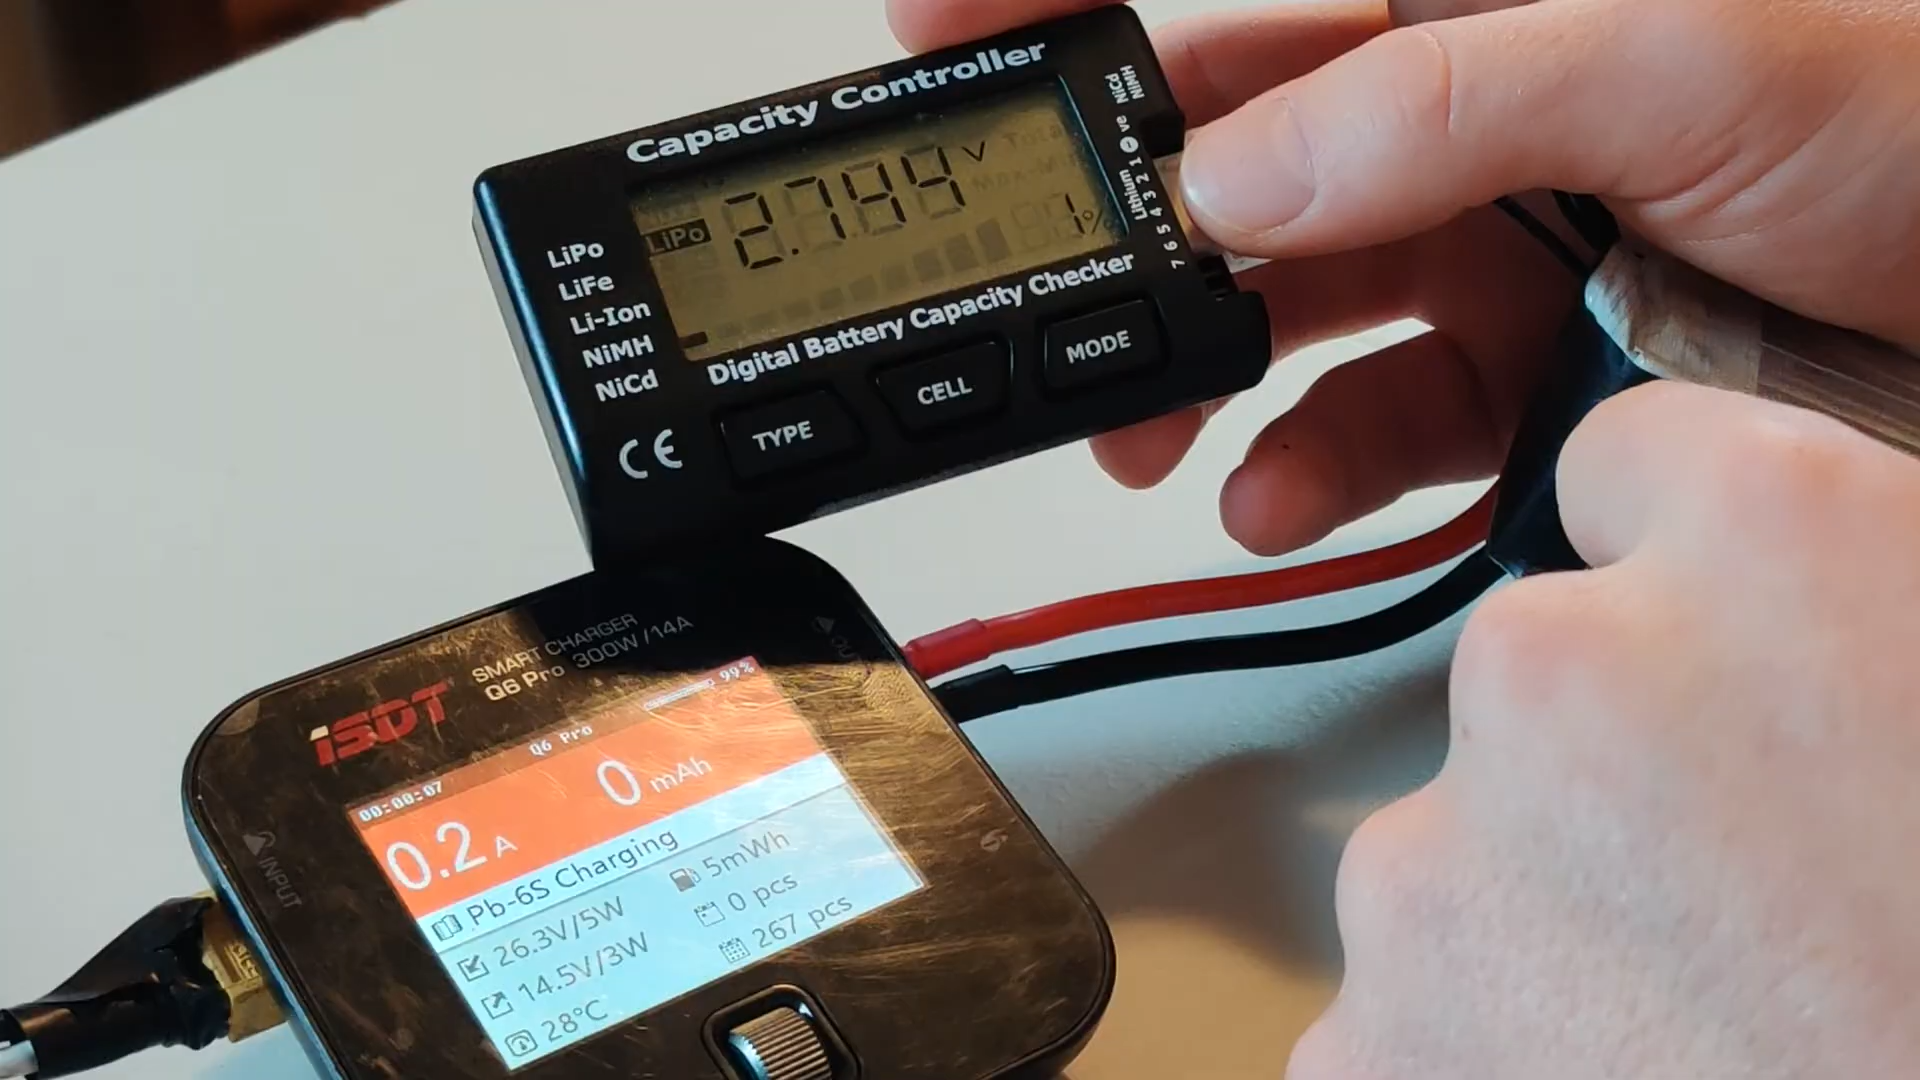 Capacity Controller
LiPo
LiFe
Li-Ion
NiMH
NiCd
LiPo
2.794 V
1%
NiCd
NiMH
Lithium
7 6 5 4 3 2 1 ve
Digital Battery Capacity Checker
CE
TYPE
CELL
MODE
iSDT
SMART CHARGER
Q6 Pro 300W/14A
INPUT
00:00:07
Q6 Pro
99%
0.2 A
0 mAh
Pb-6S Charging
26.3V/5W
5mWh
14.5V/3W
0 pcs
28°C
267 pcs